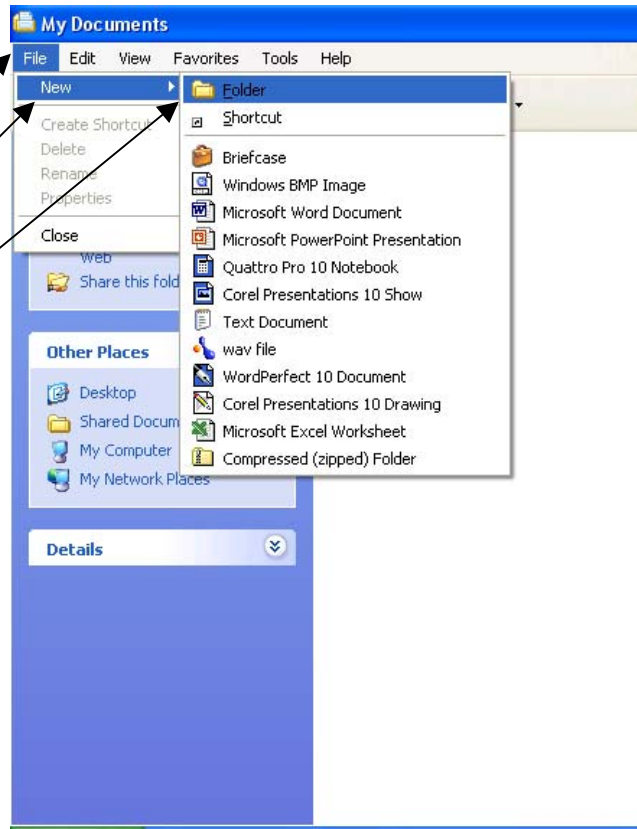 My Documents
File Edit View Favorites Tools Help
New
Create Shortcut
Delete
Rename
Properties
Close
Folder
Shortcut
Briefcase
Windows BMP Image
Microsoft Word Document
Microsoft PowerPoint Presentation
Quattro Pro 10 Notebook
Corel Presentations 10 Show
Text Document
wav file
WordPerfect 10 Document
Corel Presentations 10 Drawing
Microsoft Excel Worksheet
Compressed (zipped) Folder
Web
Share this fold
Other Places
Desktop
Shared Docum
My Computer
My Network Places
Details